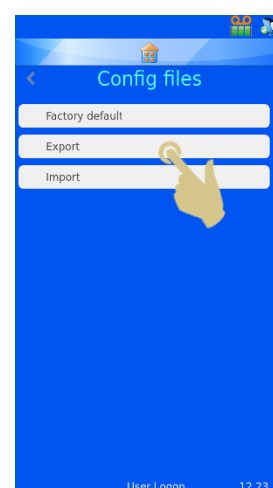 Config files
Factory default
Export
Import
User Logon 12.23